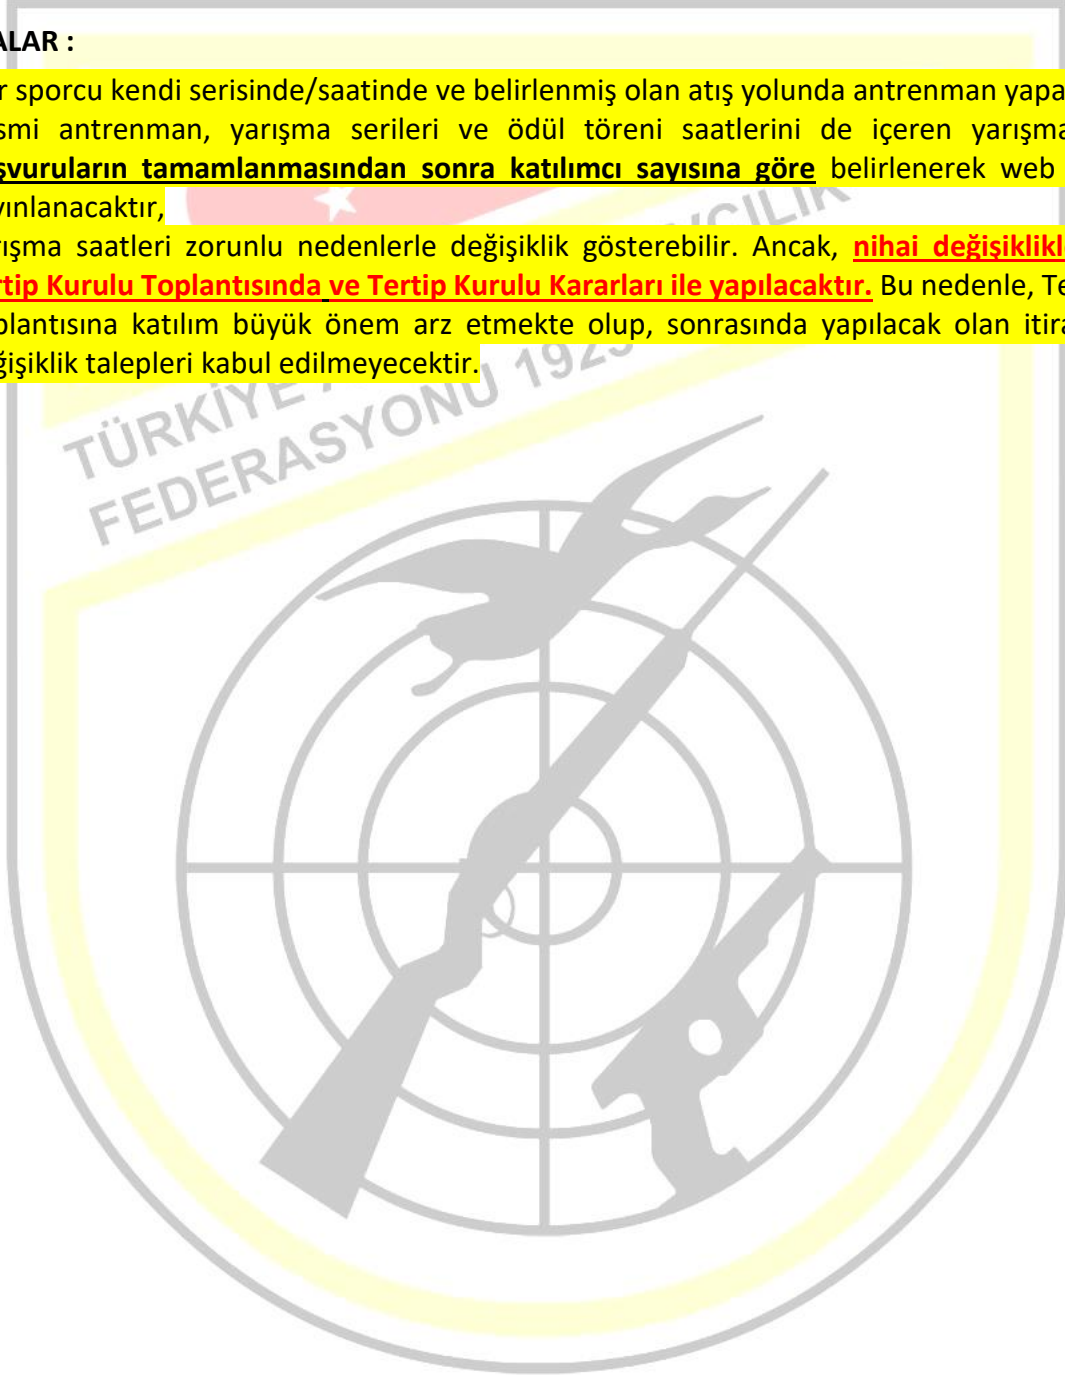 ALAR :
r sporcu kendi serisinde/saatinde ve belirlenmiş olan atış yolunda antrenman yapa
smi antrenman, yarışma serileri ve ödül töreni saatlerini de içeren yarışma
şvuruların tamamlanmasından sonra katılımcı sayısına göre belirlenerek web
yınlanacaktır,
rışma saatleri zorunlu nedenlerle değişiklik gösterebilir. Ancak, nihai değişiklikl
rtip Kurulu Toplantısında ve Tertip Kurulu Kararları ile yapılacaktır. Bu nedenle, Te
plantısına katılım büyük önem arz etmekte olup, sonrasında yapılacak olan itira
ğişiklik talepleri kabul edilmeyecektir.
TÜRKİYE A
VCILIK
FEDERASYONU 1923